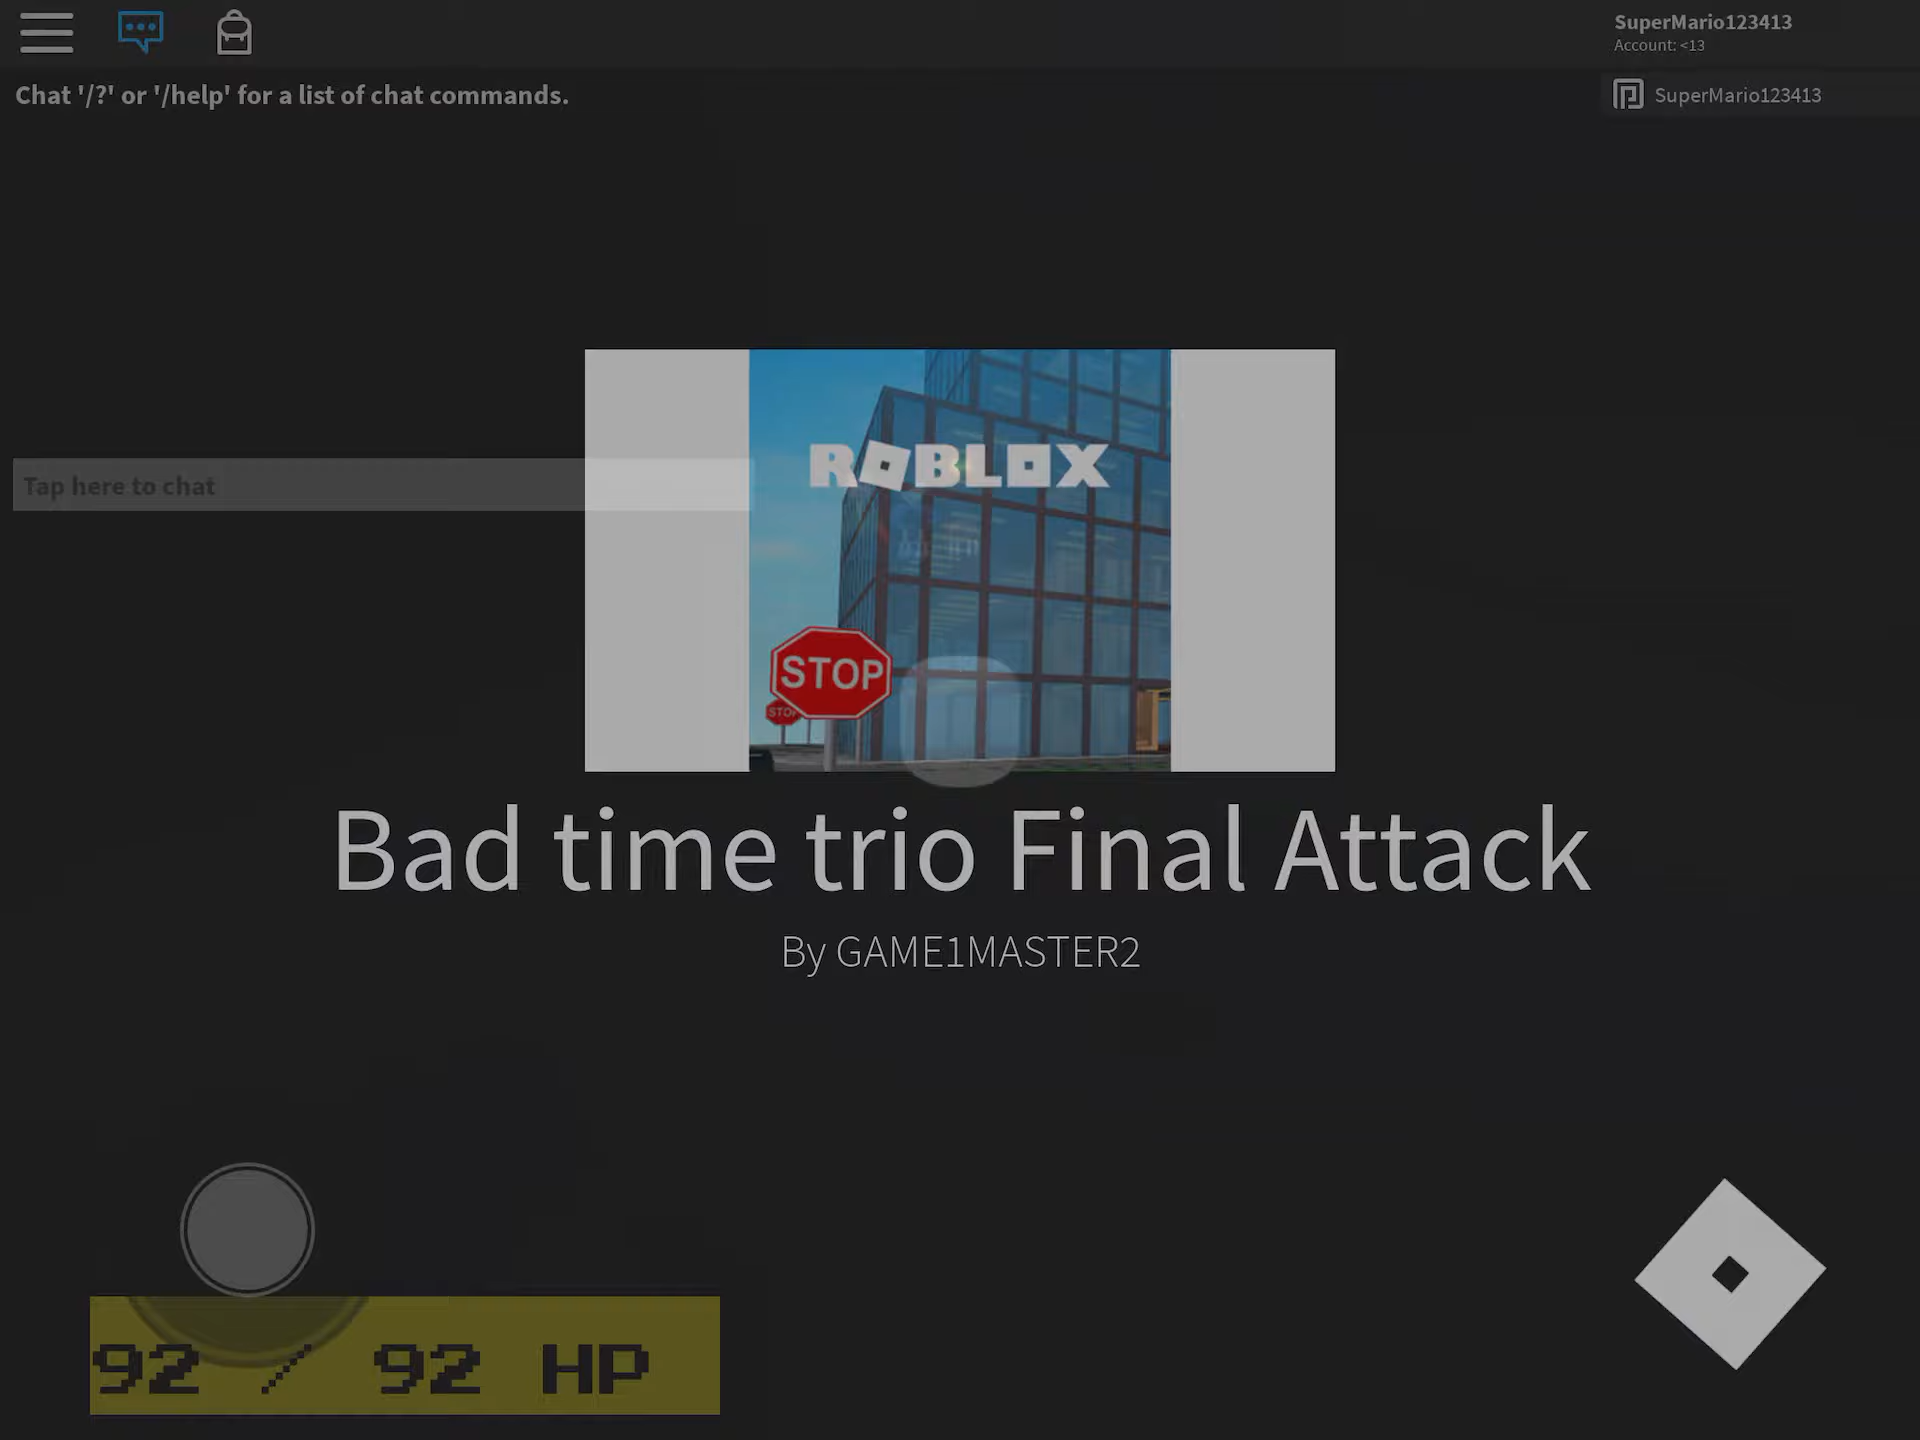 SuperMario123413
Account: <13
Chat '/?' or '/help' for a list of chat commands.
SuperMario123413
Tap here to chat
ROBLOX
STOP
STOP
Bad time trio Final Attack
By GAME1MASTER2
92 / 92 HP